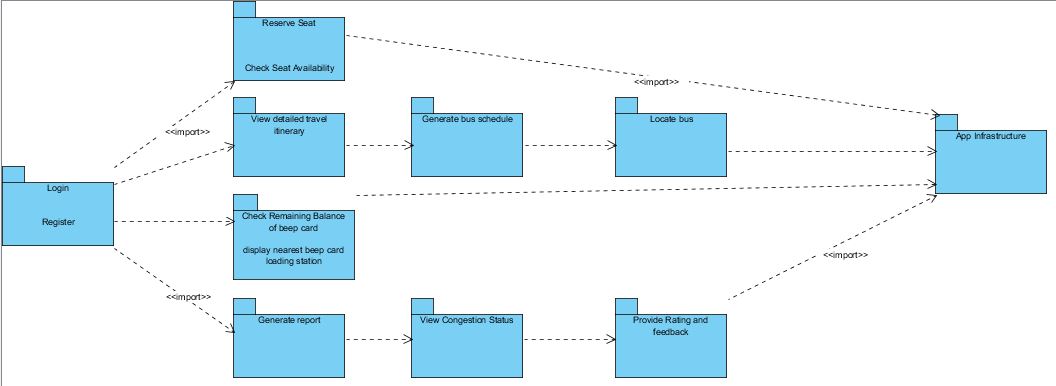 Reserve Seat
Check Seat Availability
<<import>>
<<import>>
View detailed travel
itinerary
Generate bus schedule
Locate bus
App Infrastructure
Login
Register
Check Remaining Balance
of beep card
display nearest beep card
loading station
<<import>>
<<import>>
Generate report
View Congestion Status
Provide Rating and
feedback